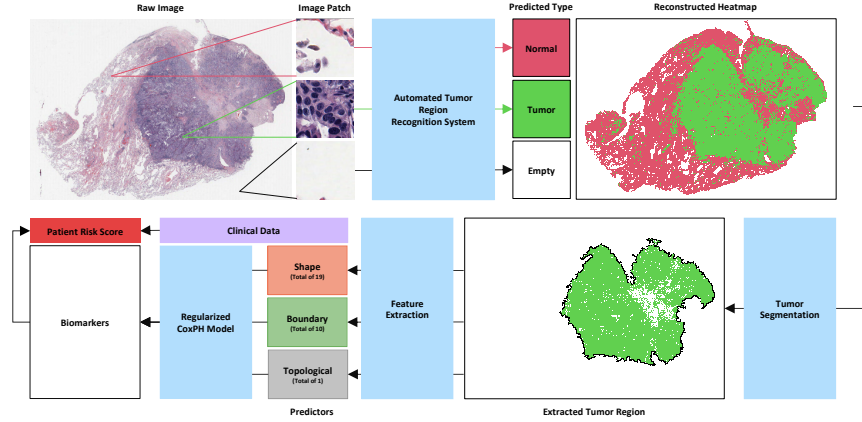 Raw Image
Image Patch
Predicted Type
Reconstructed Heatmap
Automated Tumor
Region
Recognition System
Normal
Tumor
Empty
Patient Risk Score
Clinical Data
Biomarkers
Regularized
CoxPH Model
Shape
(Total of 19)
Boundary
(Total of 10)
Topological
(Total of 1)
Feature
Extraction
Tumor
Segmentation
Predictors
Extracted Tumor Region